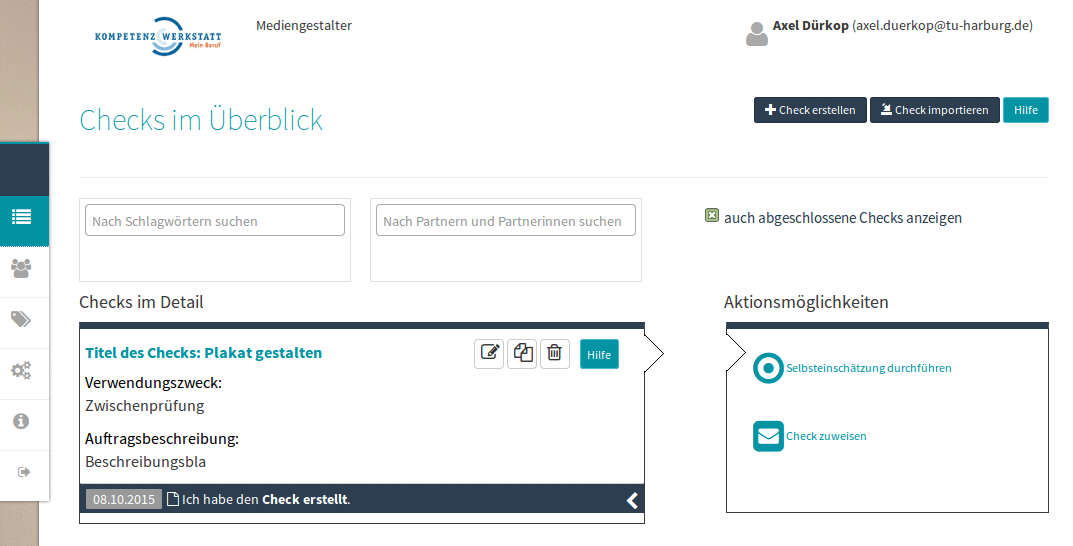 KOMPETENZ WERKSTATT
Mein Beruf
Mediengestalter
Axel Dürkop (axel.duerkop@tu-harburg.de)
Checks im Überblick
Check erstellen
Check importieren
Hilfe
Nach Schlagwörtern suchen
Nach Partnern und Partnerinnen suchen
auch abgeschlossene Checks anzeigen
Checks im Detail
Aktionsmöglichkeiten
Titel des Checks: Plakat gestalten
Hilfe
Verwendungszweck:
Zwischenprüfung
Auftragsbeschreibung:
Beschreibungsbla
08.10.2015 Ich habe den Check erstellt.
Selbsteinschätzung durchführen
Check zuweisen